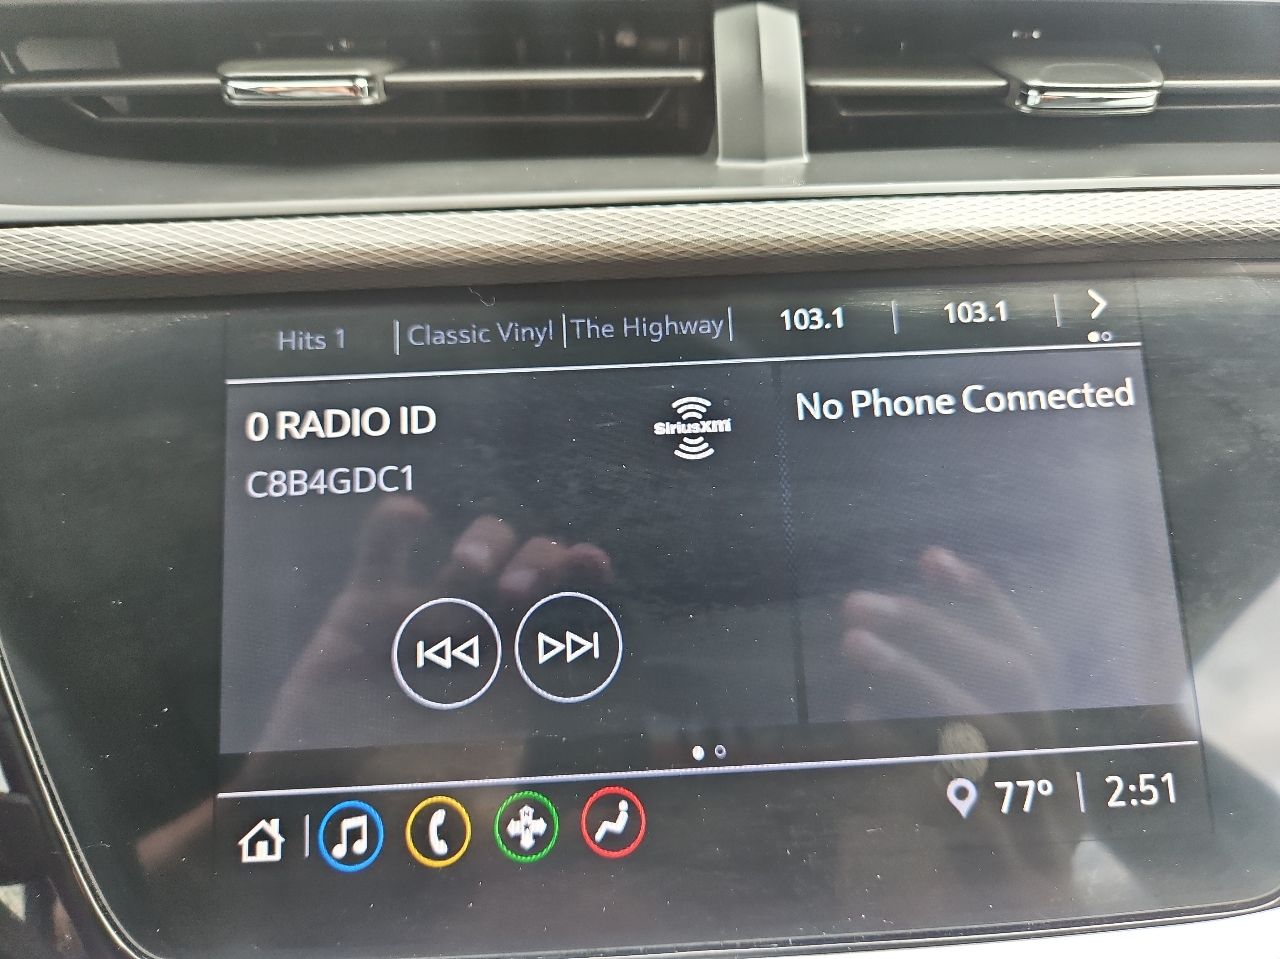 Hits 1 | Classic Vinyl | The Highway | 103.1 | 103.1 | >
0 RADIO ID
C8B4GDC1
SiriusXM
No Phone Connected
77° | 2:51